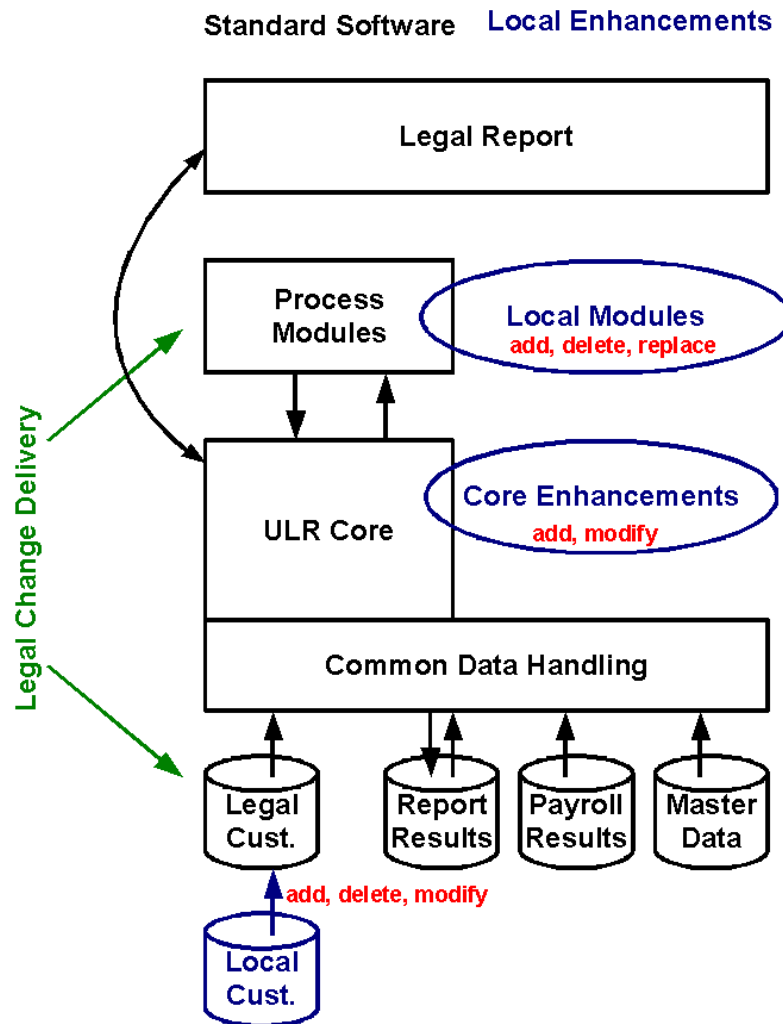 Standard Software
Local Enhancements
Legal Report
Process
Modules
Local Modules
add, delete, replace
Legal Change Delivery
ULR Core
Core Enhancements
add, modify
Common Data Handling
Legal
Cust.
Report
Results
Payroll
Results
Master
Data
add, delete, modify
Local
Cust.